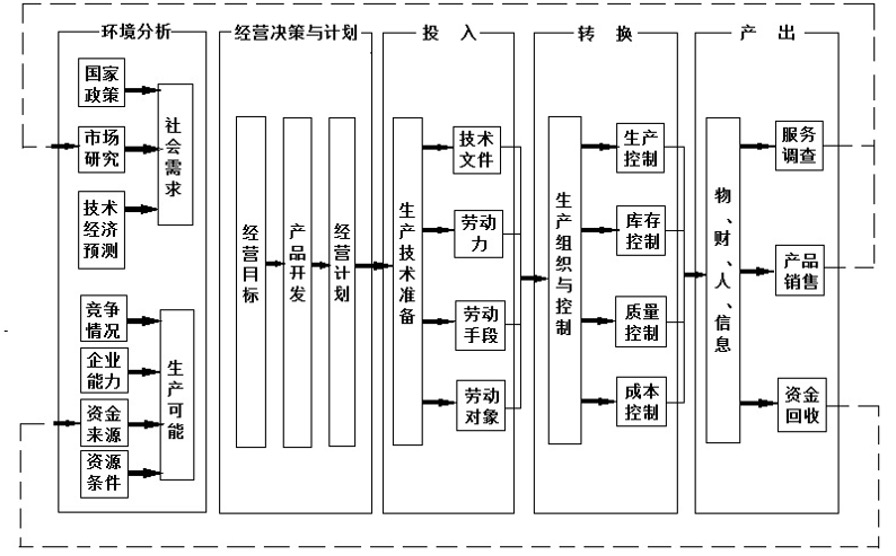 环境分析
国家
政策
市场
研究
技术
经济
预测
社会需求
竞争
情况
企业
能力
资金
来源
资源
条件
生产可能
经营决策与计划
经营目标
产品开发
经营计划
投 入
生产技术准备
技术
文件
劳动
力
劳动
手段
劳动
对象
转 换
生产组织与控制
生产
控制
库存
控制
质量
控制
成本
控制
产 出
物、财、人、信息
服务
调查
产品
销售
资金
回收